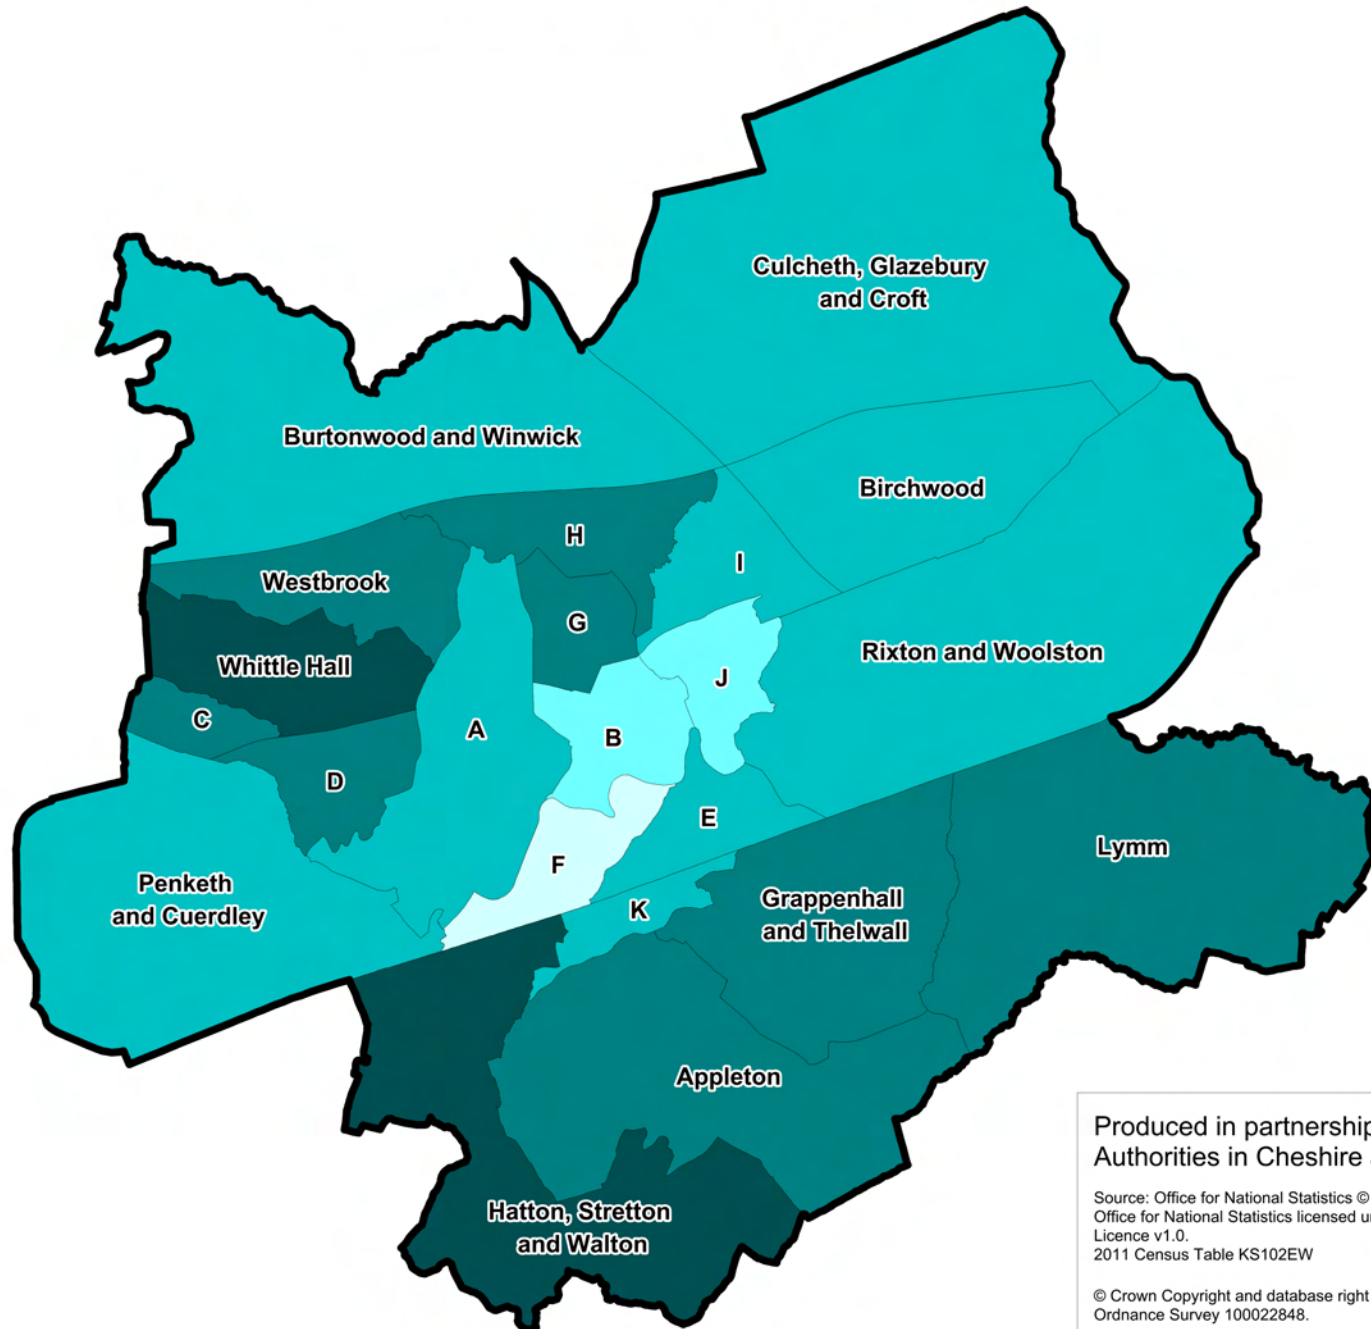 Culcheth, Glazebury
and Croft
Burtonwood and Winwick
Birchwood
H
I
Westbrook
G
Whittle Hall
Rixton and Woolston
J
C
A
B
D
E
Lymm
F
Penketh
and Cuerdley
Grappenhall
and Thelwall
K
Appleton
Produced in partnership
Authorities in Cheshire
Source: Office for National Statistics ©
Office for National Statistics licensed
Licence v1.0.
2011 Census Table KS102EW
Hatton, Stretton
and Walton
© Crown Copyright and database right
Ordnance Survey 100022848.